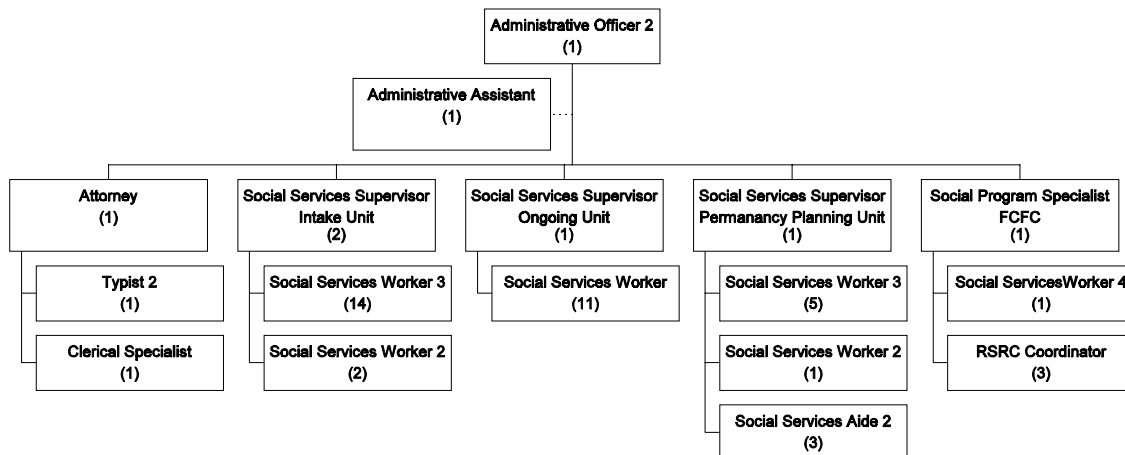 Administrative Officer 2
(1)
Administrative Assistant
(1)
Attorney
(1)
Social Services Supervisor
Intake Unit
(2)
Social Services Supervisor
Ongoing Unit
(1)
Social Services Supervisor
Permanancy Planning Unit
(1)
Social Program Specialist
FCFC
(1)
Typist 2
(1)
Clerical Specialist
(1)
Social Services Worker 3
(14)
Social Services Worker 2
(2)
Social Services Worker
(11)
Social Services Worker 3
(5)
Social Services Worker 2
(1)
Social Services Aide 2
(3)
Social ServicesWorker 4
(1)
RSRC Coordinator
(3)